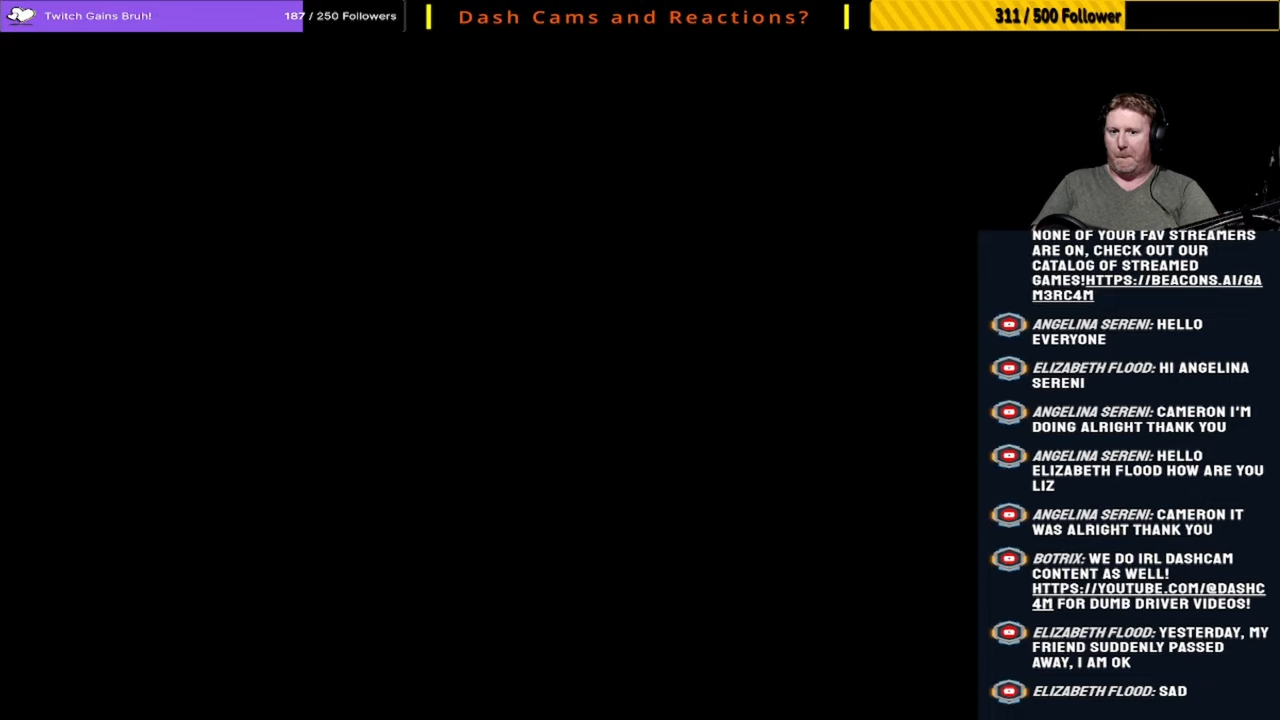 Twitch Gains Bruh!
187 / 250 Followers
Dash Cams and Reactions?
311 / 500 Follower
NONE OF YOUR FAV STREAMERS
ARE ON, CHECK OUT OUR
CATALOG OF STREAMED
GAMES!HTTPS://BEACONS.AI/GA
M3RC4M
ANGELINA SERENI: HELLO
EVERYONE
ELIZABETH FLOOD: HI ANGELINA
SERENI
ANGELINA SERENI: CAMERON I'M
DOING ALRIGHT THANK YOU
ANGELINA SERENI: HELLO
ELIZABETH FLOOD HOW ARE YOU
LIZ
ANGELINA SERENI: CAMERON IT
WAS ALRIGHT THANK YOU
BOTRIX: WE DO IRL DASHCAM
CONTENT AS WELL!
HTTPS://YOUTUBE.COM/@DASHC
4M FOR DUMB DRIVER VIDEOS!
ELIZABETH FLOOD: YESTERDAY, MY
FRIEND SUDDENLY PASSED
AWAY, I AM OK
ELIZABETH FLOOD: SAD